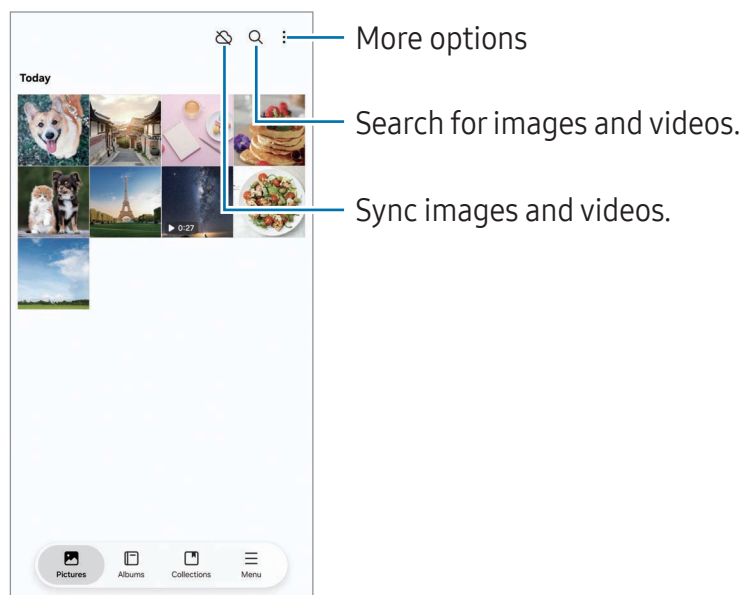 More options
Today
Search for images and videos.
Sync images and videos.
0:27
Pictures Albums Collections Menu